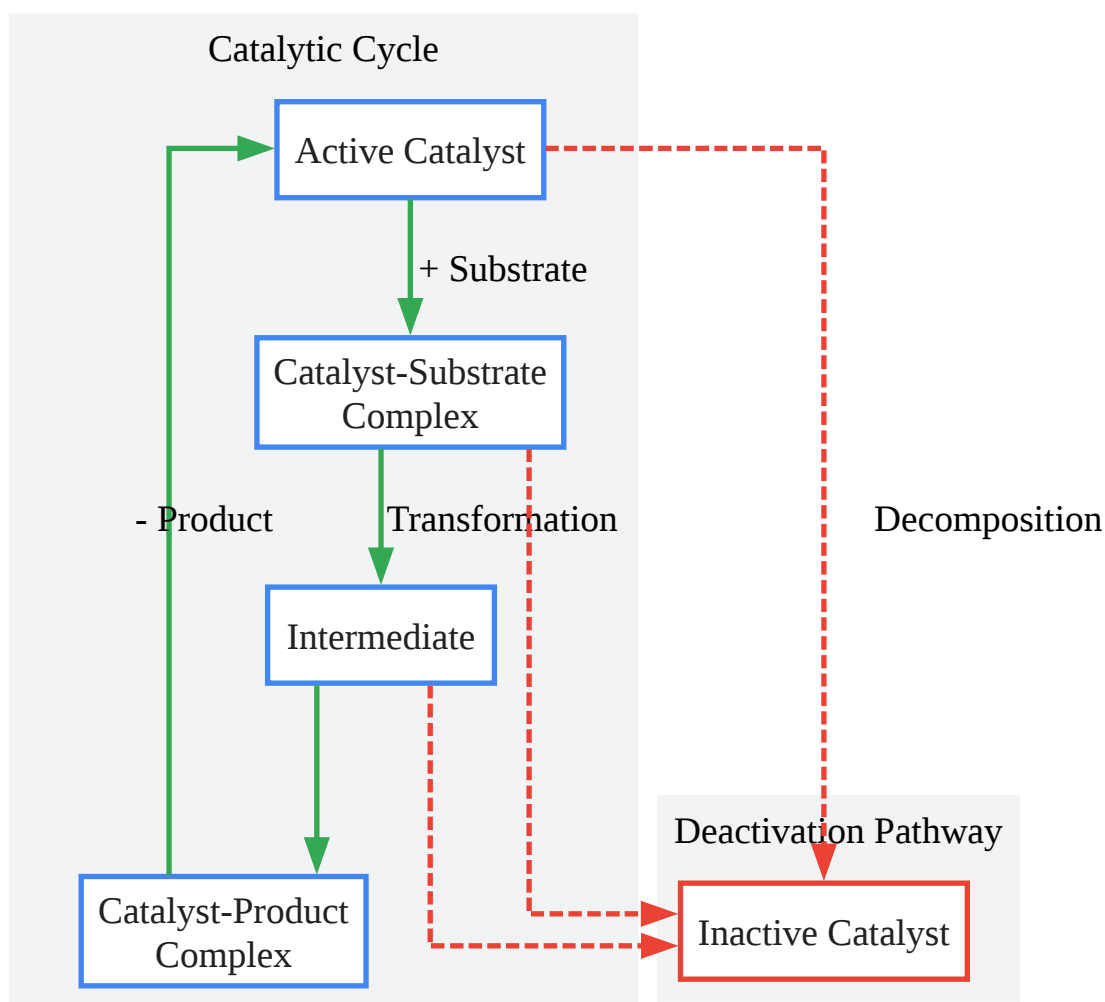 Catalytic Cycle
Active Catalyst
+ Substrate
Catalyst-Substrate
Complex
- Product
Transformation
Decomposition
Intermediate
Deactivation Pathway
Catalyst-Product
Complex
Inactive Catalyst